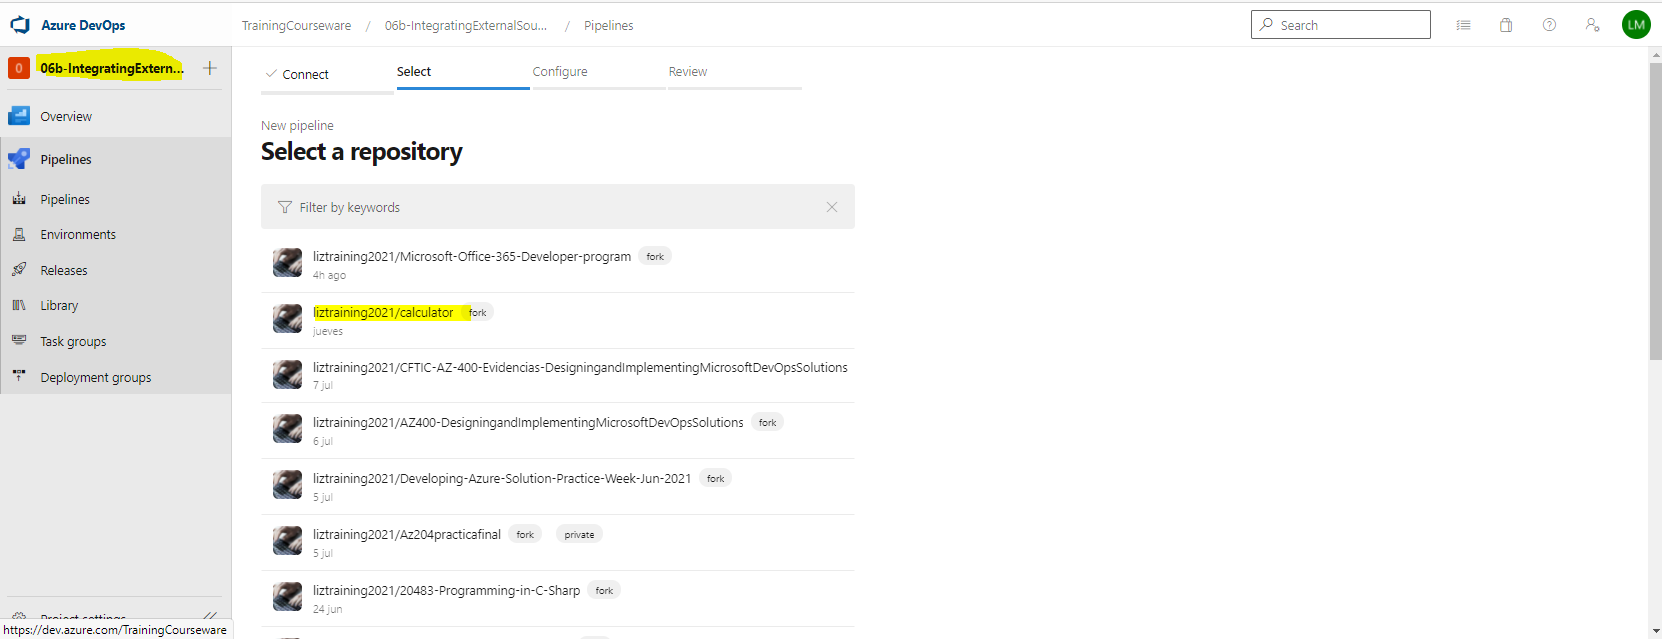 Azure DevOps
TrainingCourseware / 06b-IntegratingExternalSou... / Pipelines
Search
LM
0 06b-IntegratingExtern... +
Overview
Pipelines
Pipelines
Environments
Releases
Library
Task groups
Deployment groups
Project settings
https://dev.azure.com/TrainingCourseware
Connect Select Configure Review
New pipeline
Select a repository
Filter by keywords
liztraining2021/Microsoft-Office-365-Developer-program fork
4h ago
liztraining2021/calculator fork
jueves
liztraining2021/CFTIC-AZ-400-Evidencias-DesigningandImplementingMicrosoftDevOpsSolutions
7 jul
liztraining2021/AZ400-DesigningandImplementingMicrosoftDevOpsSolutions fork
6 jul
liztraining2021/Developing-Azure-Solution-Practice-Week-Jun-2021 fork
5 jul
liztraining2021/Az204practicafinal fork private
5 jul
liztraining2021/20483-Programming-in-C-Sharp fork
24 jun